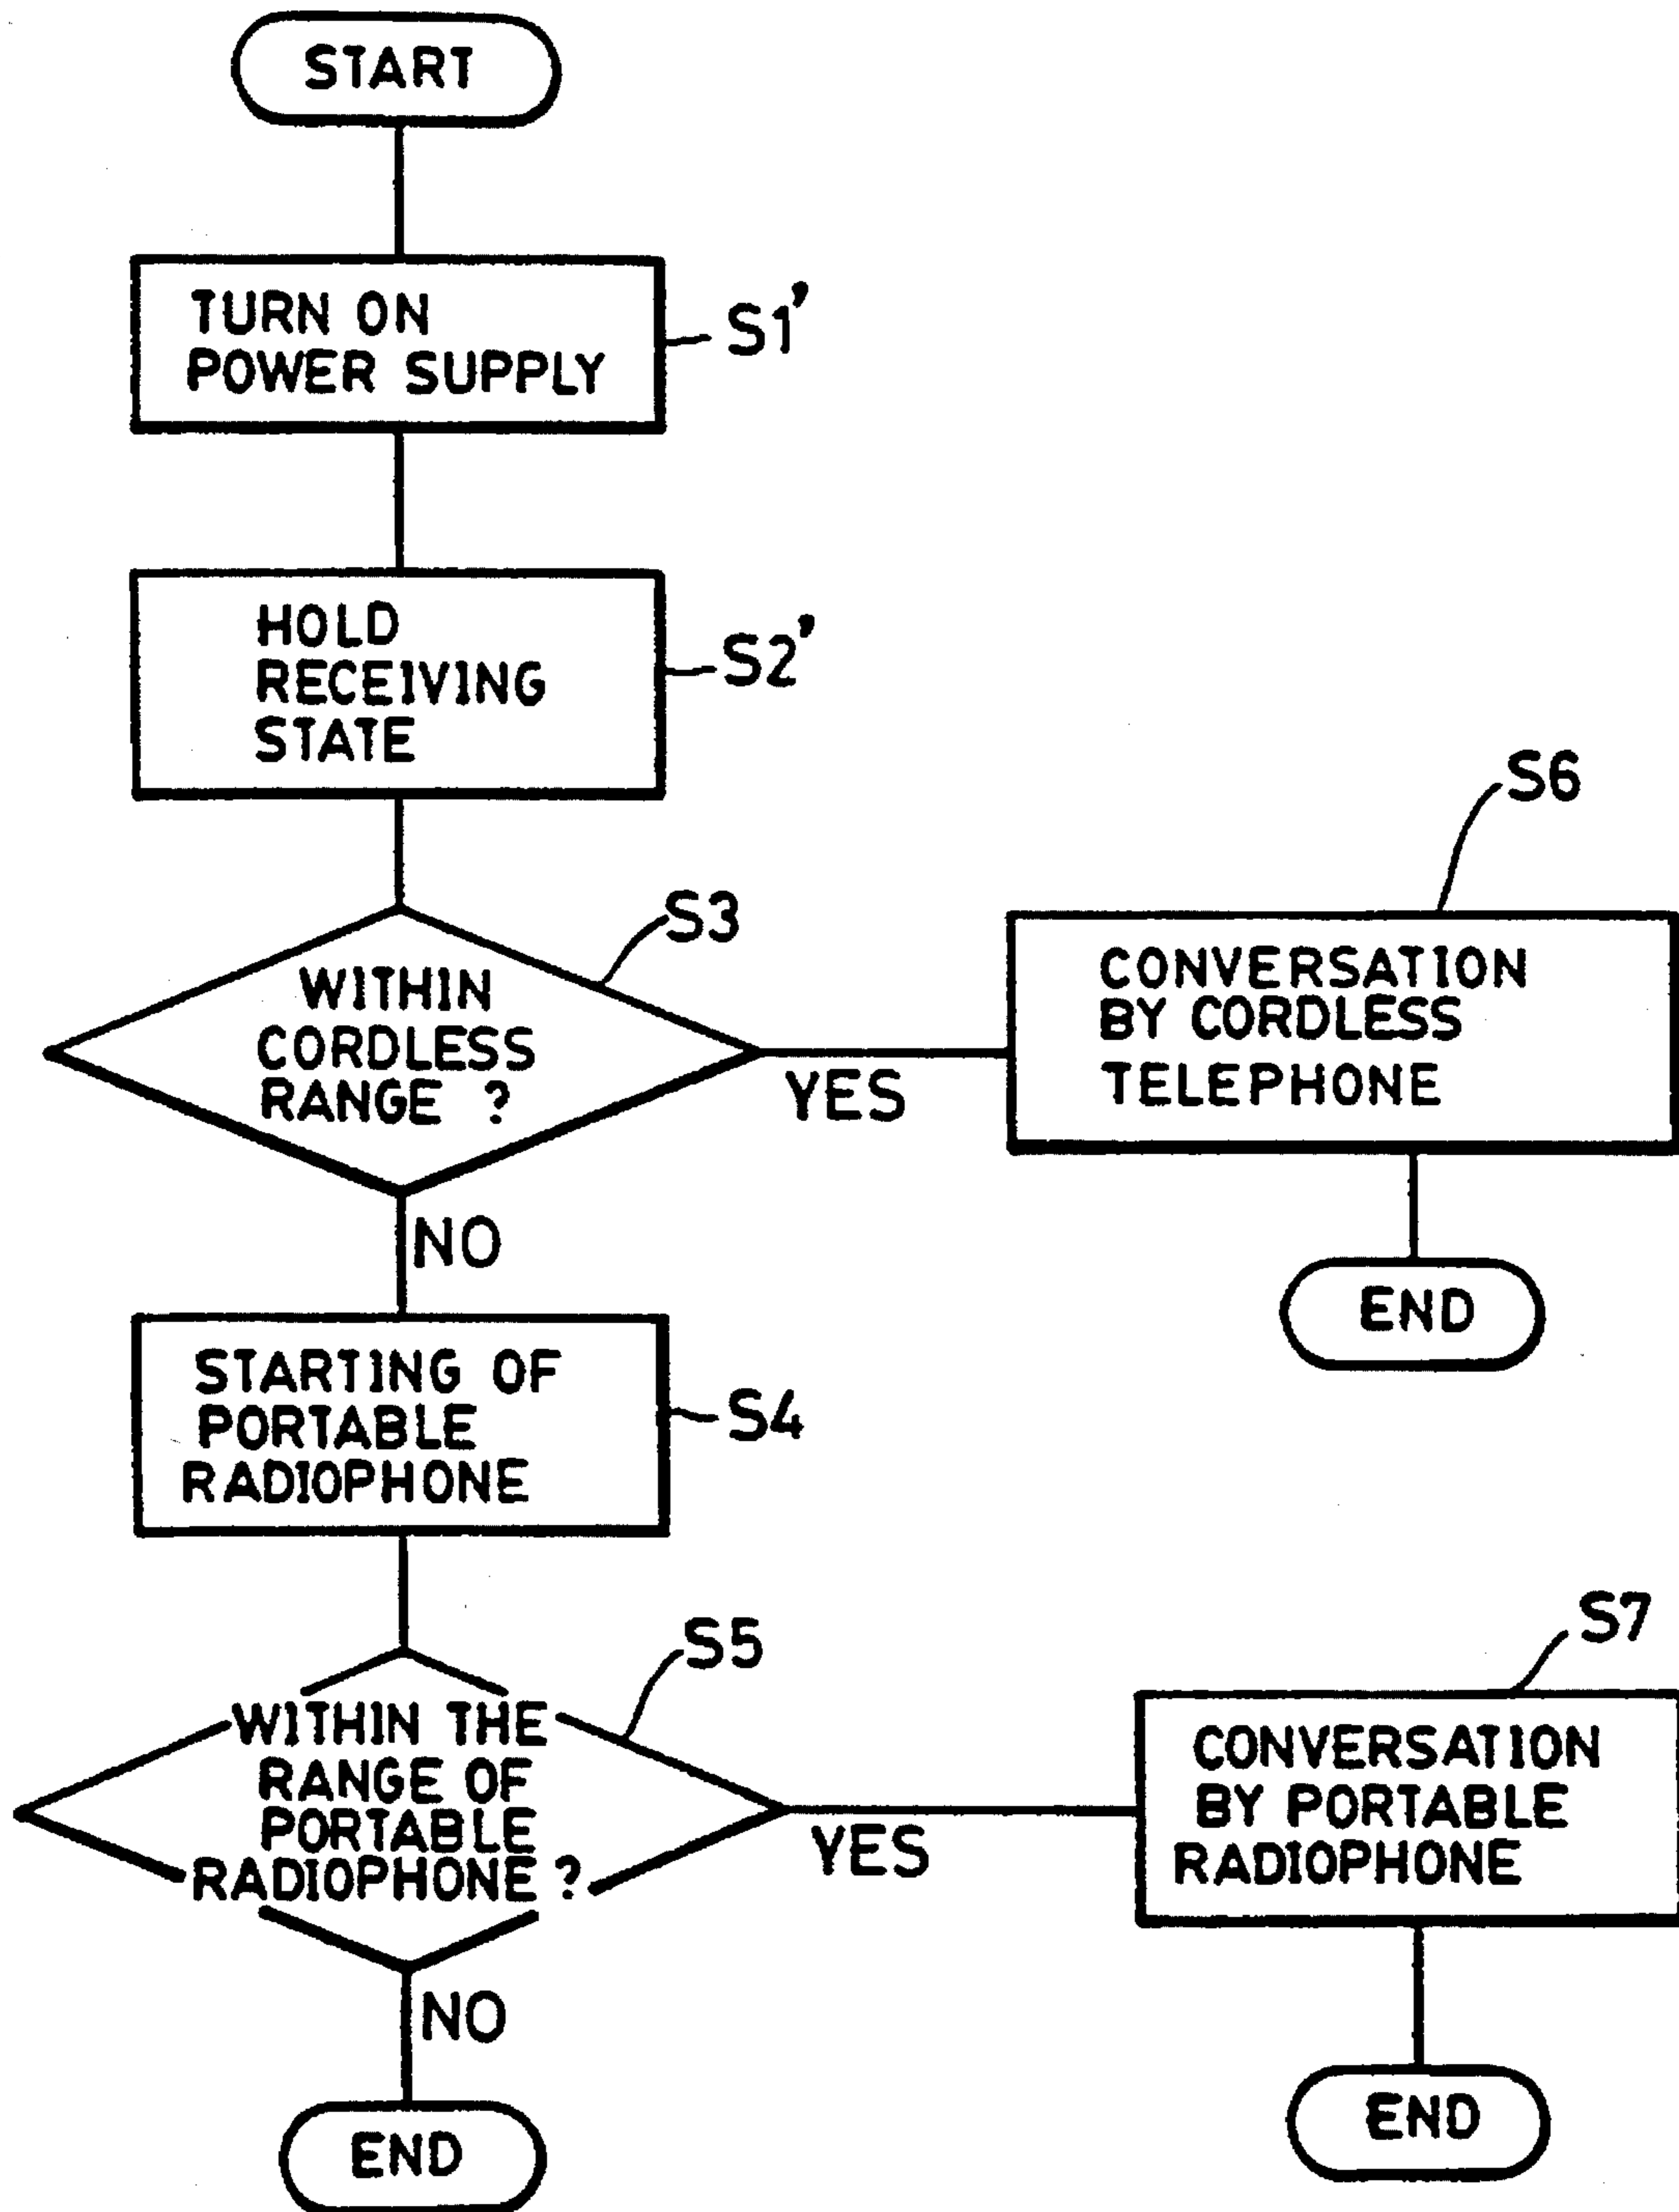 START
TURN ON
POWER SUPPLY
S1'
HOLD
RECEIVING
STATE
S2'
WITHIN
CORDLESS
RANGE ?
S3
YES
S6
CONVERSATION
BY CORDLESS
TELEPHONE
END
NO
STARTING OF
PORTABLE
RADIOPHONE
S4
WITHIN THE
RANGE OF
PORTABLE
RADIOPHONE ?
S5
YES
S7
CONVERSATION
BY PORTABLE
RADIOPHONE
END
NO
END